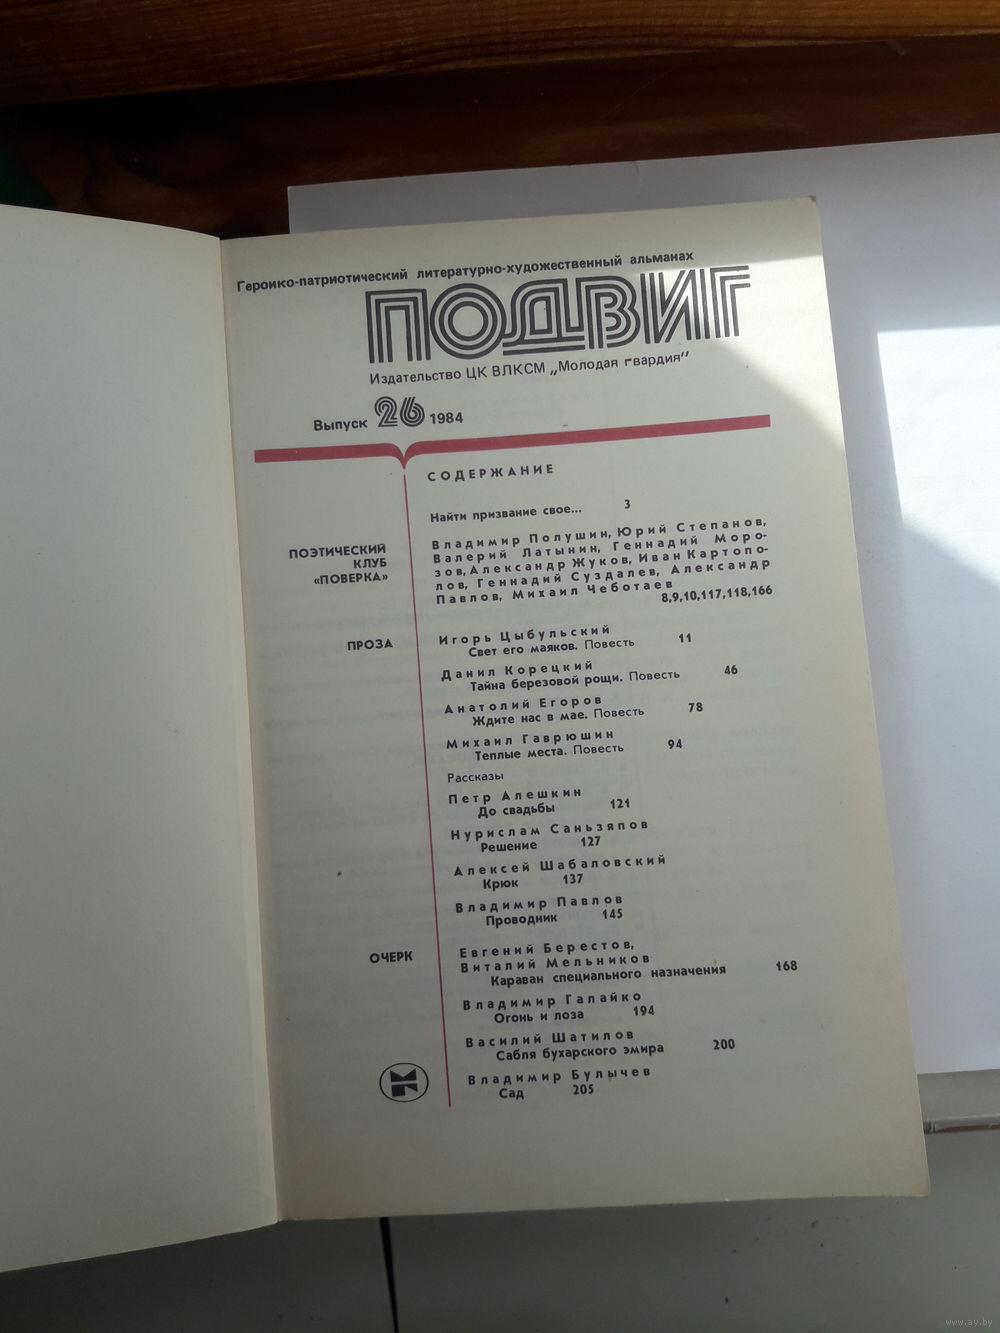 Героико-патриотический литературно-художественный альманах
ПОДВИГ
Издательство ЦК ВЛКСМ „Молодая гвардия”
Выпуск 26 1984
СОДЕРЖАНИЕ
Найти призвание свое... 3
ПОЭТИЧЕСКИЙ
КЛУБ
«ПОВЕРКА»
Владимир Полушин, Юрий Степанов,
Валерий Латынин, Геннадий Моро-
зов, Александр Жуков, Иван Картопо-
лов, Геннадий Суздалев, Александр
Павлов, Михаил Чеботаев
8,9,10,117,118,166
ПРОЗА
Игорь Цыбульский
Свет его маяков. Повесть 11
Данил Корецкий
Тайна березовой рощи. Повесть 46
Анатолий Егоров
Ждите нас в мае. Повесть 78
Михаил Гаврюшин
Теплые места. Повесть 94
Рассказы
Петр Алешкин
До свадьбы 121
Нурислам Саньзяпов
Решение 127
Алексей Шабаловский
Крюк 137
Владимир Павлов
Проводник 145
ОЧЕРК
Евгений Берестов,
Виталий Мельников
Караван специального назначения 168
Владимир Галайко
Огонь и лоза 194
Василий Шатилов
Сабля бухарского эмира 200
Владимир Булычев
Сад 205
www.ay.by